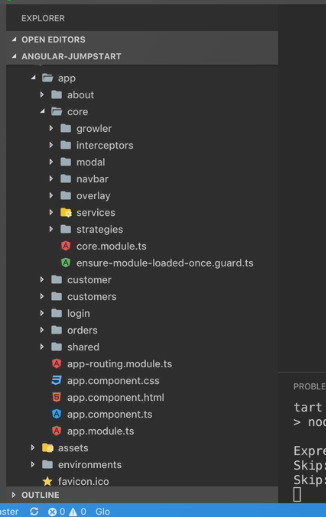 EXPLORER
OPEN EDITORS
ANGULAR-JUMPSTART
app
about
core
growler
interceptors
modal
navbar
overlay
services
strategies
core.module.ts
ensure-module-loaded-once.guard.ts
customer
customers
login
orders
shared
app-routing.module.ts
app.component.css
app.component.html
app.component.ts
app.module.ts
assets
environments
favicon.ico
OUTLINE
PROBLE
tart
> no
Expre
Skip:
Skip:
aster 0 0 Glo